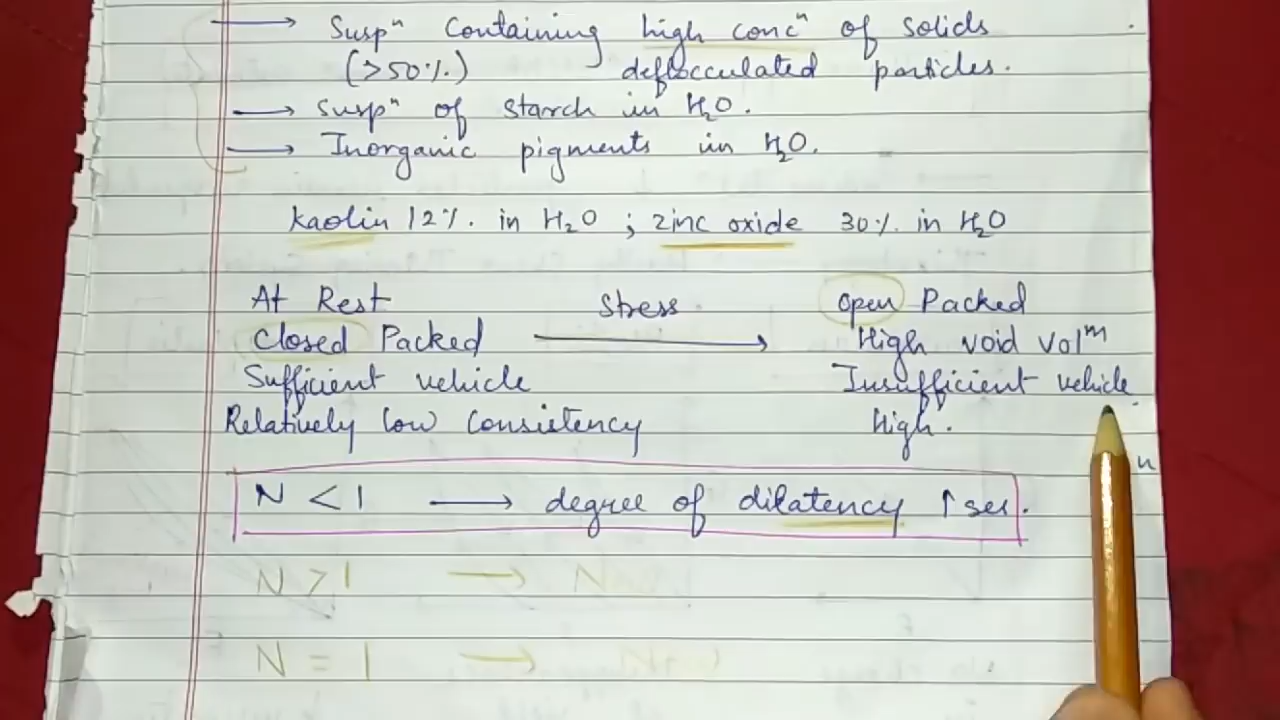 → Suspⁿ Containing high concⁿ of solids
(>50%.) deflocculated particles.
→ Suspⁿ of starch in H₂O.
→ Inorganic pigments in H₂O.
Kaolin 12%. in H₂O ; zinc oxide 30%. in H₂O
At Rest Stress Open Packed
Closed Packed → High void volᵐ
Sufficient vehicle Insufficient vehicle
Relatively low consistency High.
N < 1 → degree of dilatency ↑ses.
N > 1 →
N = 1 →